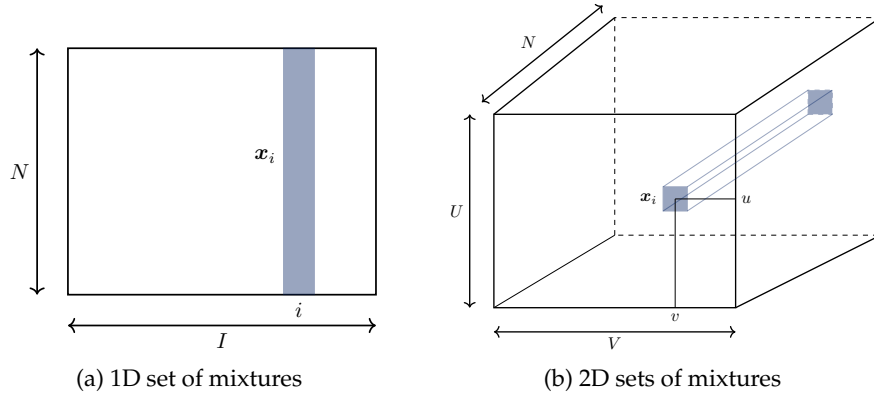 N
x_i
i
I
(a) 1D set of mixtures
N
U
x_i
u
v
V
(b) 2D sets of mixtures